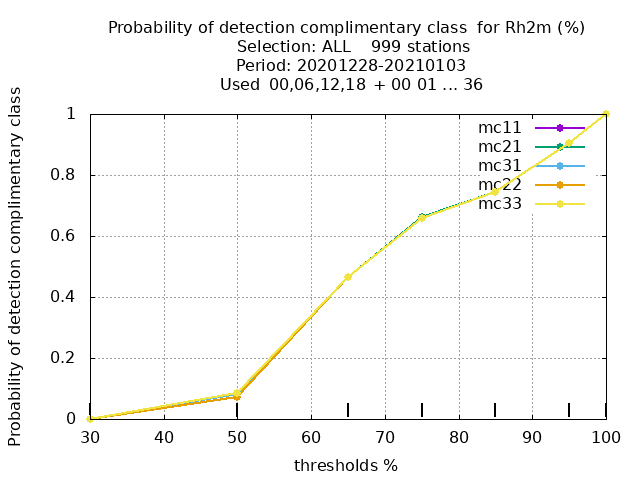 Probability of detection complimentary class  for Rh2m (%)
Selection: ALL    999 stations
Period: 20201228-20210103
Used  00,06,12,18  + 00 01 ... 36
Probability of detection complimentary class
1
0.8
0.6
0.4
0.2
0
mc11
mc21
mc31
mc22
mc33
30 40 50 60 70 80 90 100
thresholds %